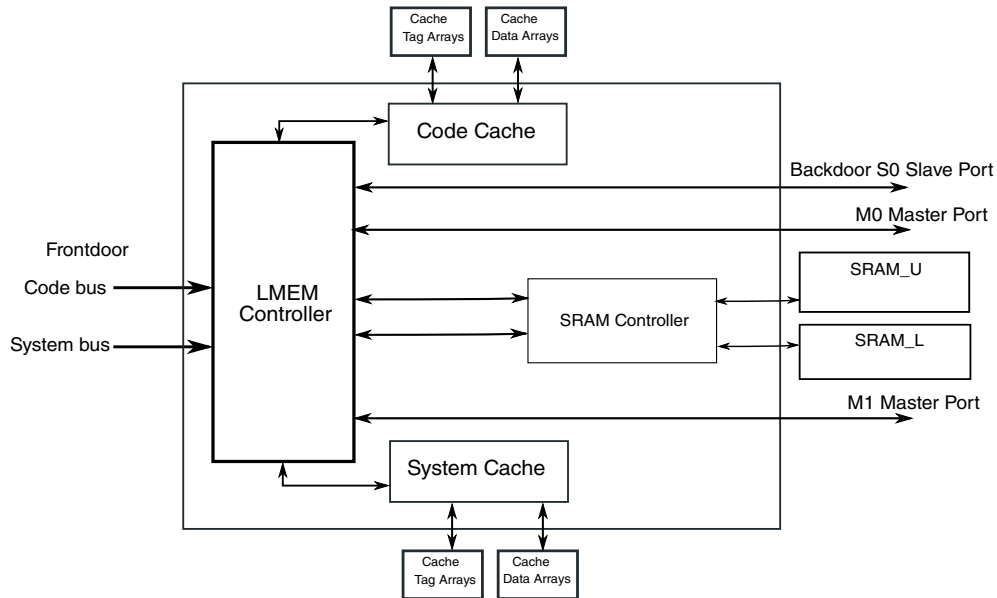 Cache
Tag Arrays
Cache
Data Arrays
Code Cache
Backdoor S0 Slave Port
M0 Master Port
Frontdoor
Code bus
System bus
LMEM
Controller
SRAM Controller
SRAM_U
SRAM_L
M1 Master Port
System Cache
Cache
Tag Arrays
Cache
Data Arrays